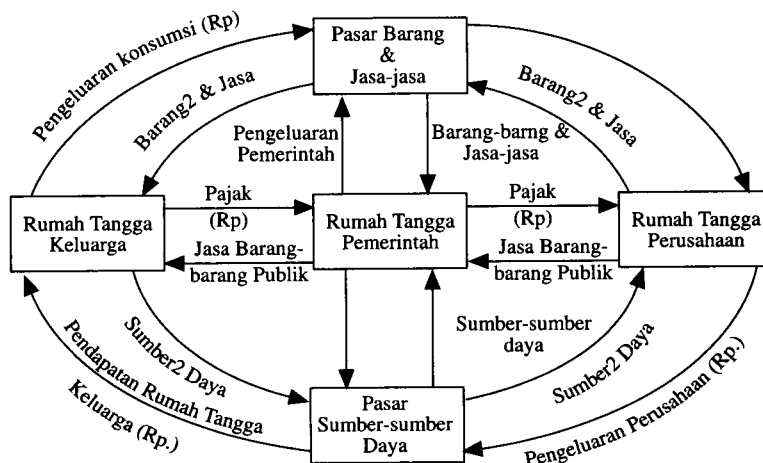 Pengeluaran konsumsi (Rp)
Pasar Barang
&
Jasa-jasa
Barang2 & Jasa
Barang2 & Jasa
Pengeluaran
Pemerintah
Barang-barng &
Jasa-jasa
Rumah Tangga
Keluarga
Pajak
(Rp)
Jasa Barang-
barang Publik
Rumah Tangga
Pemerintah
Pajak
(Rp)
Jasa Barang-
barang Publik
Rumah Tangga
Perusahaan
Sumber2 Daya
Pendapatan Rumah Tangga
Keluarga (Rp.)
Sumber-sumber
daya
Sumber2 Daya
Pengeluaran Perusahaan (Rp.)
Pasar
Sumber-sumber
Daya